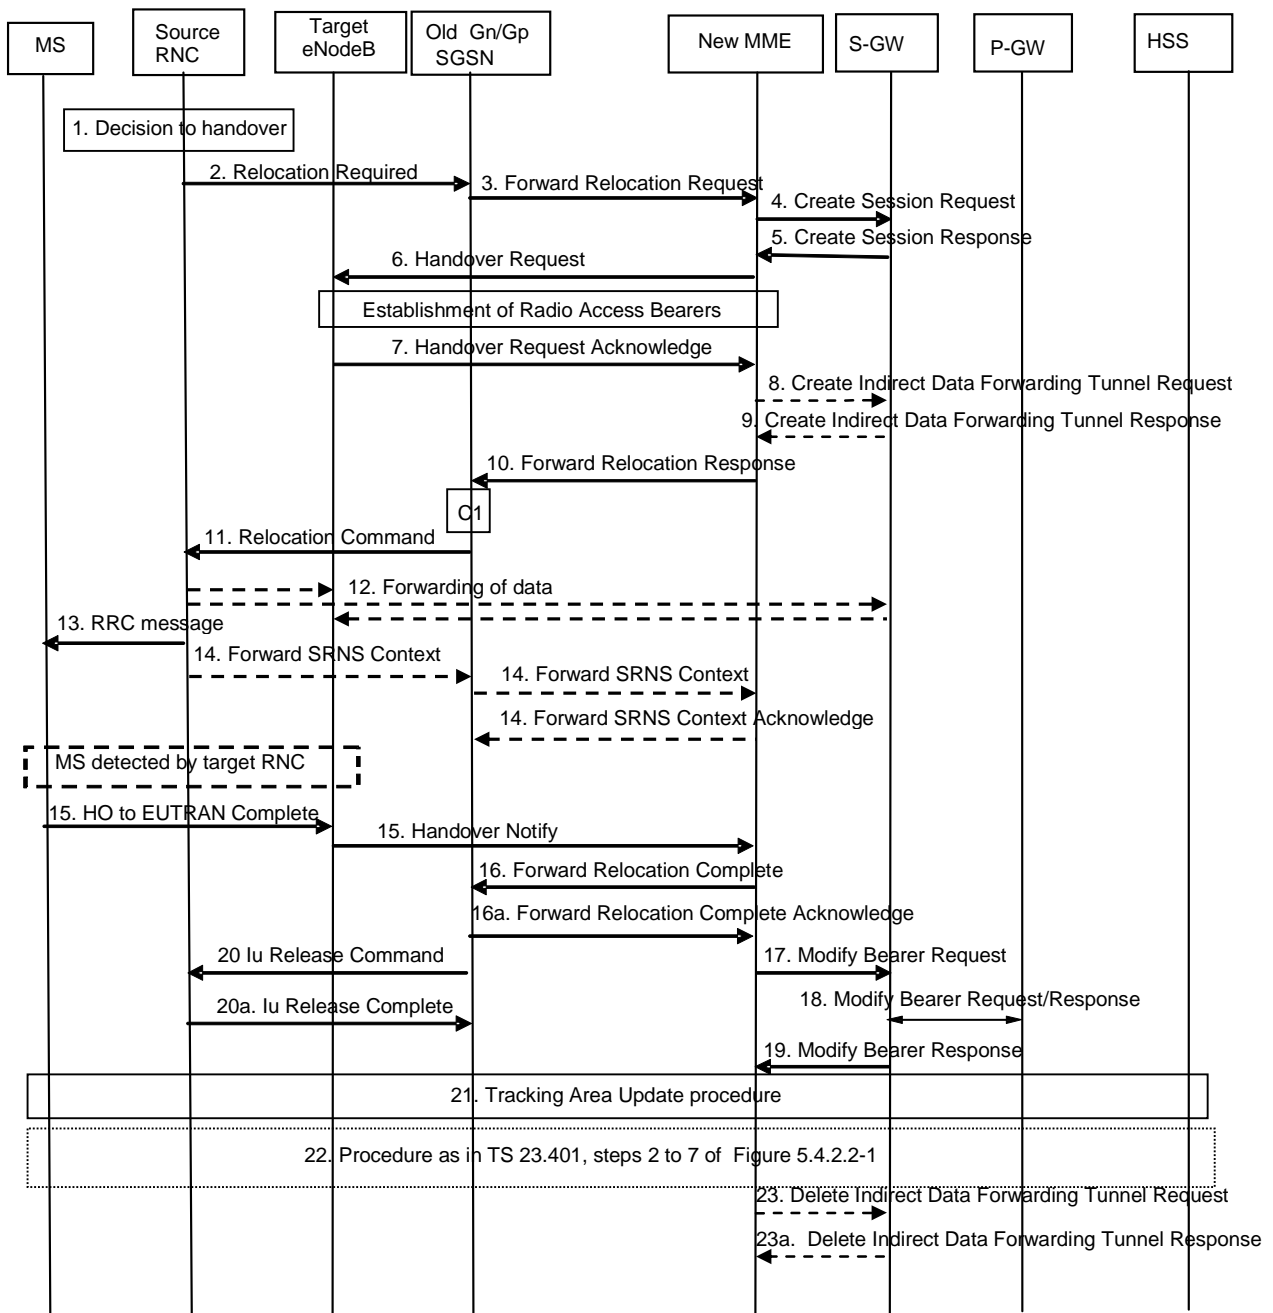 MS
Source
RNC
Target
eNodeB
Old Gn/Gp
SGSN
New MME
S-GW
P-GW
HSS
1. Decision to handover
2. Relocation Required
3. Forward Relocation Request
4. Create Session Request
5. Create Session Response
6. Handover Request
Establishment of Radio Access Bearers
7. Handover Request Acknowledge
8. Create Indirect Data Forwarding Tunnel Request
9. Create Indirect Data Forwarding Tunnel Response
10. Forward Relocation Response
C1
11. Relocation Command
12. Forwarding of data
13. RRC message
14. Forward SRNS Context
14. Forward SRNS Context
14. Forward SRNS Context Acknowledge
MS detected by target RNC
15. HO to EUTRAN Complete
15. Handover Notify
16. Forward Relocation Complete
16a. Forward Relocation Complete Acknowledge
20 Iu Release Command
17. Modify Bearer Request
20a. Iu Release Complete
18. Modify Bearer Request/Response
19. Modify Bearer Response
21. Tracking Area Update procedure
22. Procedure as in TS 23.401, steps 2 to 7 of Figure 5.4.2.2-1
23. Delete Indirect Data Forwarding Tunnel Request
23a. Delete Indirect Data Forwarding Tunnel Response